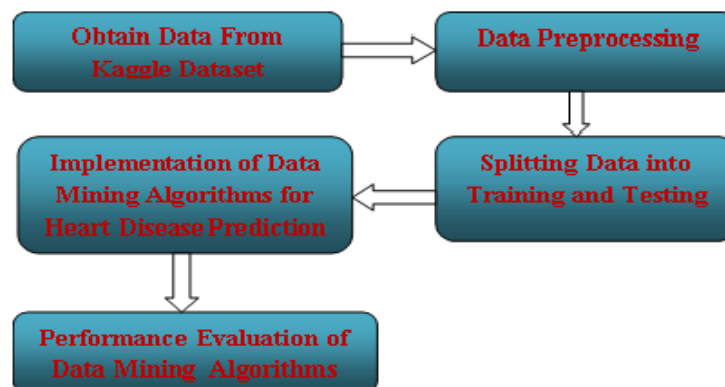 Obtain Data From
Kaggle Dataset
Data Preprocessing
Splitting Data into
Training and Testing
Implementation of Data
Mining Algorithms for
Heart Disease Prediction
Performance Evaluation of
Data Mining Algorithms